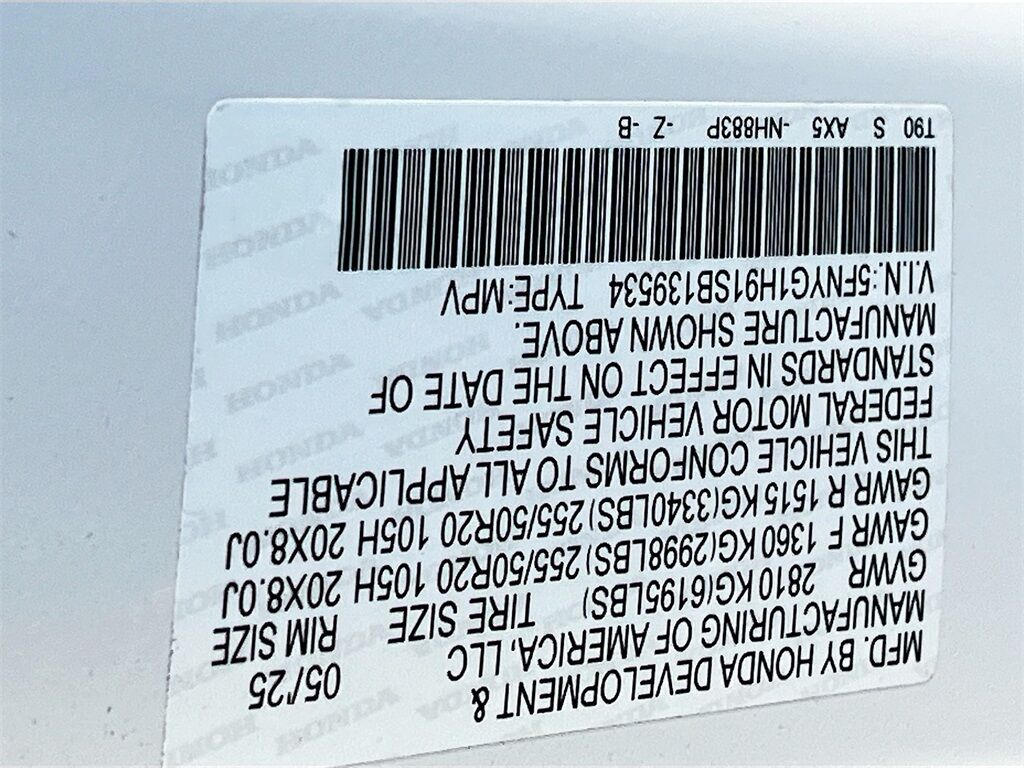 MFD. BY HONDA DEVELOPMENT &
MANUFACTURING OF AMERICA, LLC 05/25
GVWR 2810 KG(6195LBS) TIRE SIZE RIM SIZE
GAWR F 1360 KG(2998LBS) 255/50R20 105H 20X8.0J
GAWR R 1515 KG(3340LBS) 255/50R20 105H 20X8.0J
THIS VEHICLE CONFORMS TO ALL APPLICABLE
FEDERAL MOTOR VEHICLE SAFETY
STANDARDS IN EFFECT ON THE DATE OF
MANUFACTURE SHOWN ABOVE.
V.I.N.:5FNYG1H91SB139534 TYPE:MPV
T90 S AX5 -NH883P -Z -B